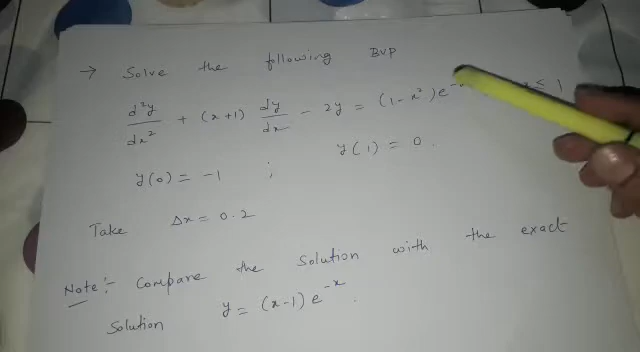 → Solve the following BVP
d²y/dx² + (x+1) dy/dx - 2y = (1-x²) e⁻ ≤ 1
y(0) = -1 ; y(1) = 0.
Take Δx = 0.2
Note:- Compare the solution with the exact
solution y = (x-1) e⁻ˣ.